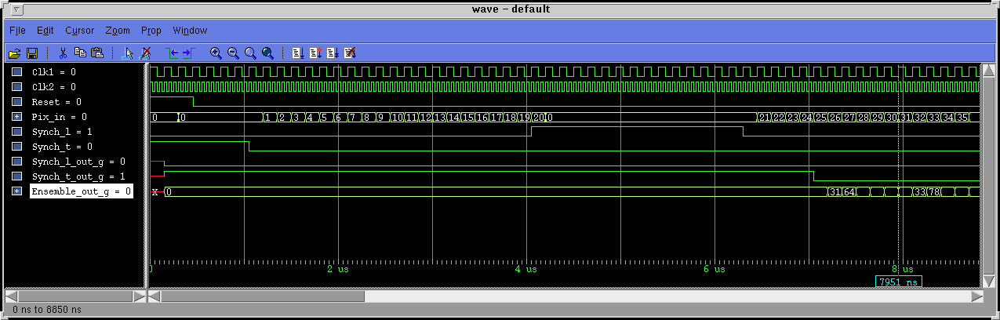 wave – default
File Edit Cursor Zoom Prop Window
Clk1 = 0
Clk2 = 0
Reset = 0
Pix_in = 0 0 0 1 2 3 4 5 6 7 8 9 10 11 12 13 14 15 16 17 18 19 20 0 21 22 23 24 25 26 27 28 29 30 31 32 33 34 35
Synch_l = 1
Synch_t = 0
Synch_l_out_g = 0
Synch_t_out_g = 1
Ensemble_out_g = 0 X 0 31 64 33 78
0 2 us 4 us 6 us 8 us
7951 ns
0 ns to 8850 ns